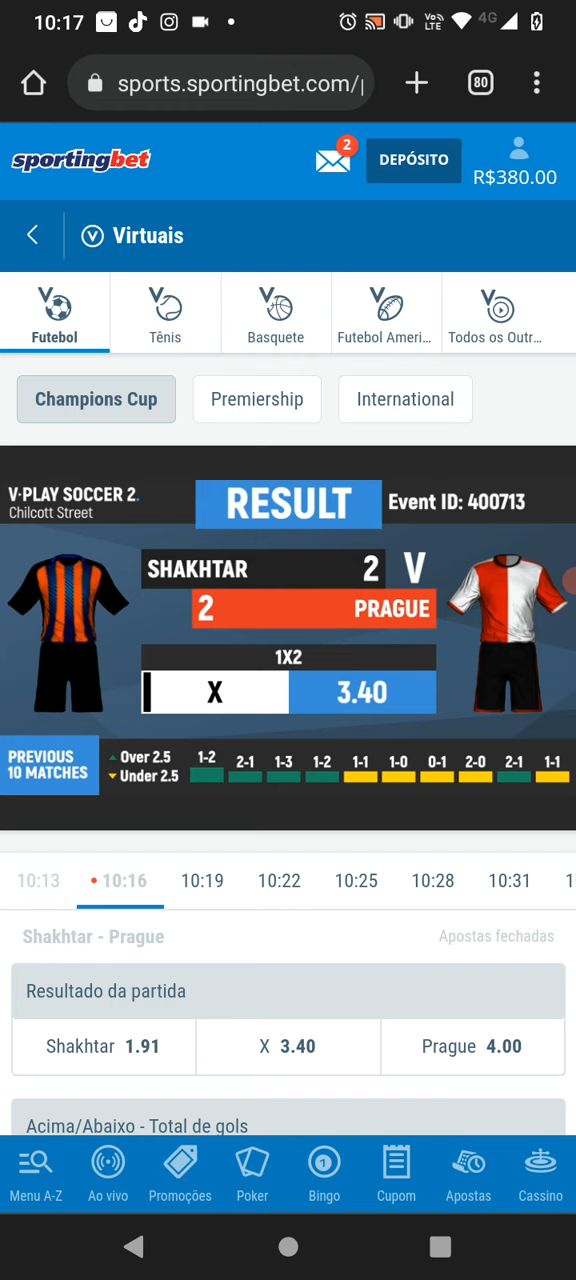 10:17
VoD LTE
4G
sports.sportingbet.com/
80
sportingbet
2
DEPÓSITO
R$380.00
V Virtuais
V V V V V
Futebol Tênis Basquete Futebol Ameri... Todos os Outr...
Champions Cup Premiership International
V-PLAY SOCCER 2.
Chilcott Street
RESULT
Event ID: 400713
SHAKHTAR 2 V
2 PRAGUE
1X2
X 3.40
PREVIOUS
10 MATCHES
Over 2.5
Under 2.5
1-2 2-1 1-3 1-2 1-1 1-0 0-1 2-0 2-1 1-1
10:13 10:16 10:19 10:22 10:25 10:28 10:31 1
Shakhtar - Prague Apostas fechadas
Resultado da partida
Shakhtar 1.91 X 3.40 Prague 4.00
Acima/Abaixo - Total de gols
Menu A-Z Ao vivo Promoções Poker Bingo Cupom Apostas Cassino